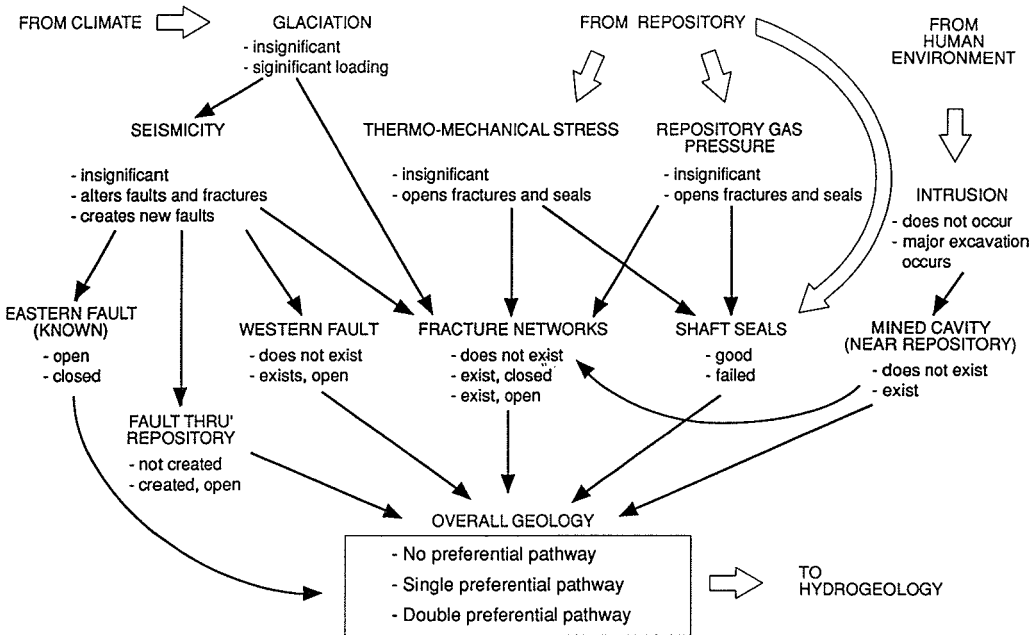 FROM CLIMATE
GLACIATION
- insignificant
- siginificant loading
FROM REPOSITORY
FROM
HUMAN
ENVIRONMENT
SEISMICITY
- insignificant
- alters faults and fractures
- creates new faults
THERMO-MECHANICAL STRESS
- insignificant
- opens fractures and seals
REPOSITORY GAS
PRESSURE
- insignificant
- opens fractures and seals
INTRUSION
- does not occur
- major excavation
occurs
EASTERN FAULT
(KNOWN)
- open
- closed
WESTERN FAULT
- does not exist
- exists, open
FRACTURE NETWORKS
- does not exist
- exist, closed
- exist, open
SHAFT SEALS
- good
- failed
MINED CAVITY
(NEAR REPOSITORY)
- does not exist
- exist
FAULT THRU'
REPOSITORY
- not created
- created, open
OVERALL GEOLOGY
- No preferential pathway
- Single preferential pathway
- Double preferential pathway
TO
HYDROGEOLOGY